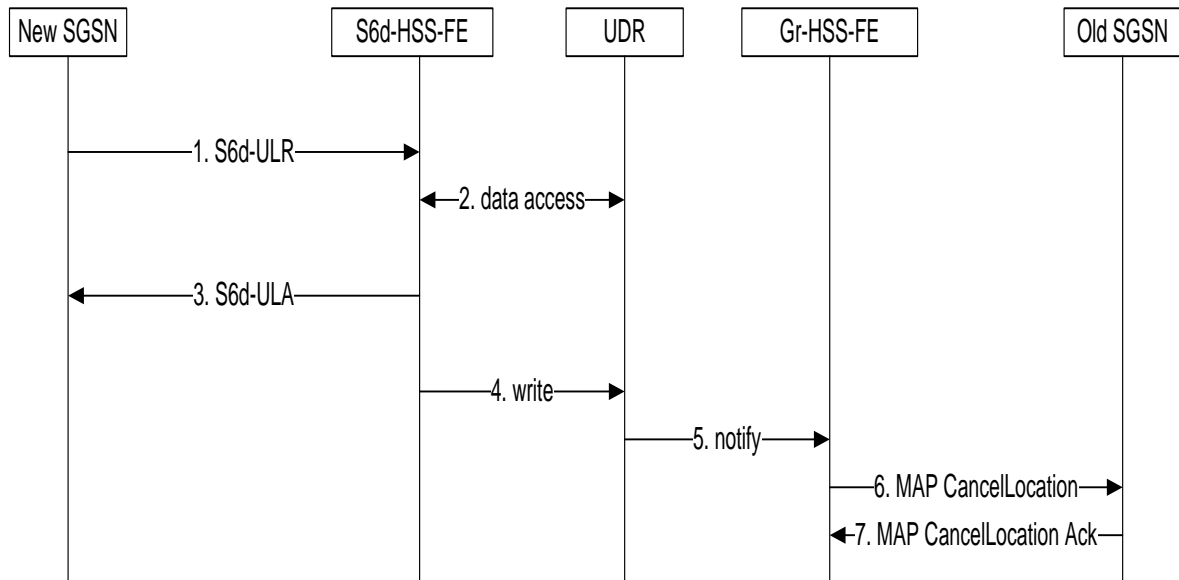 New SGSN
S6d-HSS-FE
UDR
Gr-HSS-FE
Old SGSN
1. S6d-ULR
2. data access
3. S6d-ULA
4. write
5. notify
6. MAP CancelLocation
7. MAP CancelLocation Ack